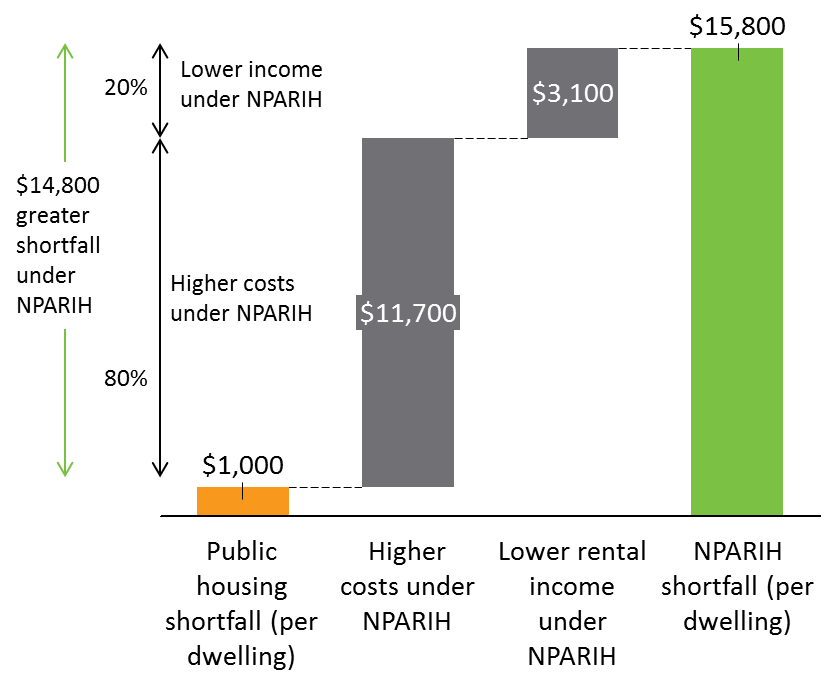 $15,800
Lower income
under NPARIH
20%
$3,100
$14,800
greater
shortfall
under
NPARIH
Higher costs
under NPARIH
$11,700
80%
$1,000
Public
housing
shortfall (per
dwelling)
Higher
costs under
NPARIH
Lower rental
income
under
NPARIH
NPARIH
shortfall (per
dwelling)